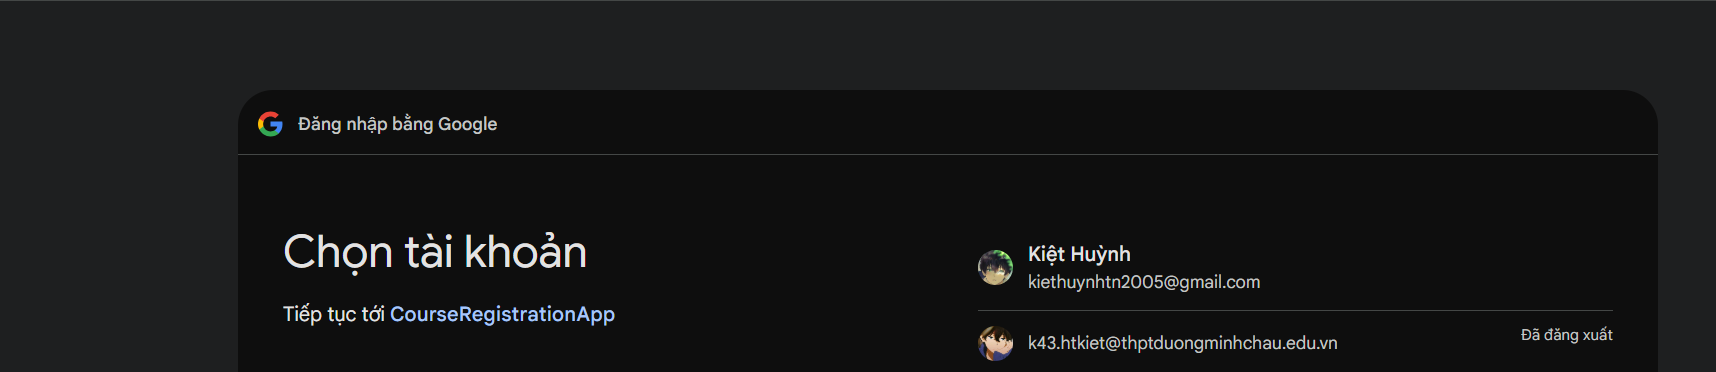 Đăng nhập bằng Google
Chọn tài khoản
Tiếp tục tới CourseRegistrationApp
Kiệt Huỳnh
kiethuynhtn2005@gmail.com
k43.htkiet@thptduongminhchau.edu.vn
Đã đăng xuất